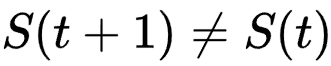 S(t + 1) ≠ S(t)